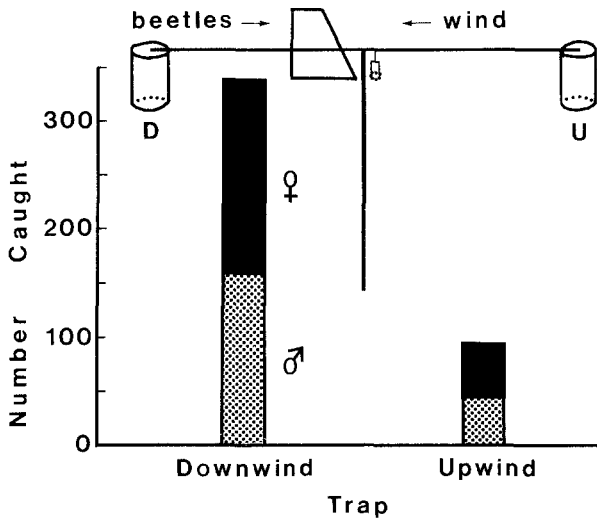 beetles → ← wind
D U
Number Caught
300
200
100
0
♀
♂
Downwind Upwind
Trap